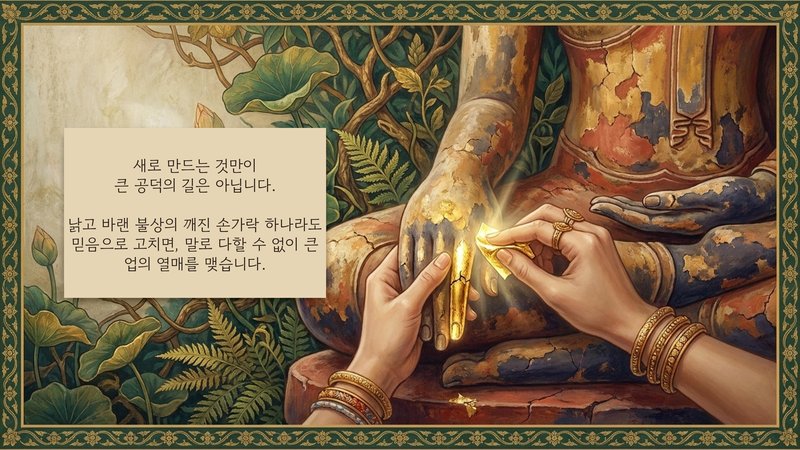 새로 만드는 것만이
큰 공덕의 길은 아닙니다.
낡고 바랜 불상의 깨진 손가락 하나라도
믿음으로 고치면, 말로 다할 수 없이 큰
업의 열매를 맺습니다.